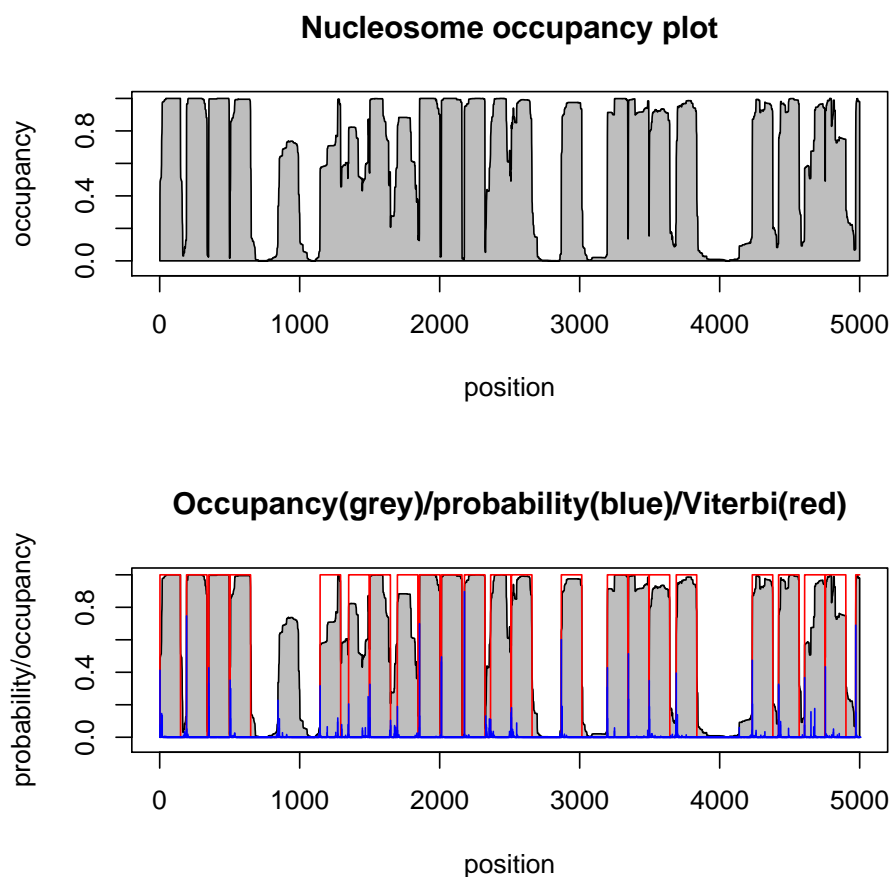 Nucleosome occupancy plot
occupancy
0.0 0.4 0.8
0 1000 2000 3000 4000 5000
position
Occupancy(grey)/probability(blue)/Viterbi(red)
probability/occupancy
0.0 0.4 0.8
0 1000 2000 3000 4000 5000
position